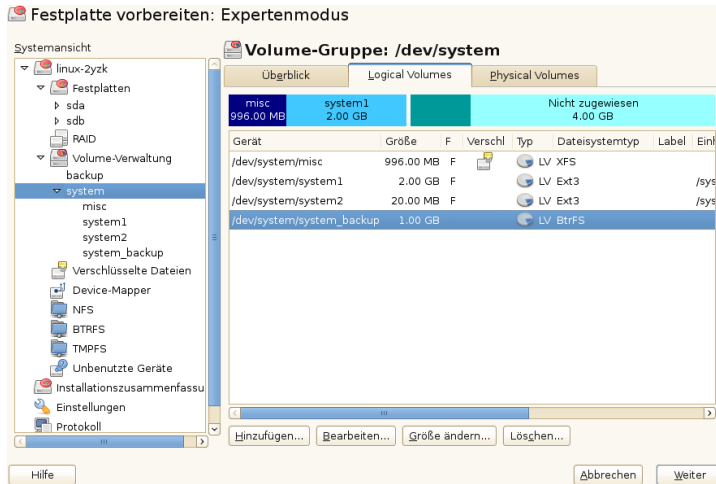 Festplatte vorbereiten: Expertenmodus
Systemansicht
linux-2yzk
Festplatten
sda
sdb
RAID
Volume-Verwaltung
backup
system
misc
system1
system2
system_backup
Verschlüsselte Dateien
Device-Mapper
NFS
BTRFS
TMPFS
Unbenutzte Geräte
Installationszusammenfassu
Einstellungen
Protokoll
Volume-Gruppe: /dev/system
Überblick Logical Volumes Physical Volumes
misc system1 Nicht zugewiesen
996.00 MB 2.00 GB 4.00 GB
Gerät Größe F Verschl Typ Dateisystemtyp Label Einh
/dev/system/misc 996.00 MB F LV XFS
/dev/system/system1 2.00 GB F LV Ext3 /sys
/dev/system/system2 20.00 MB F LV Ext3 /sys
/dev/system/system_backup 1.00 GB LV BtrFS
Hinzufügen... Bearbeiten... Größe ändern... Löschen...
Hilfe Abbrechen Weiter